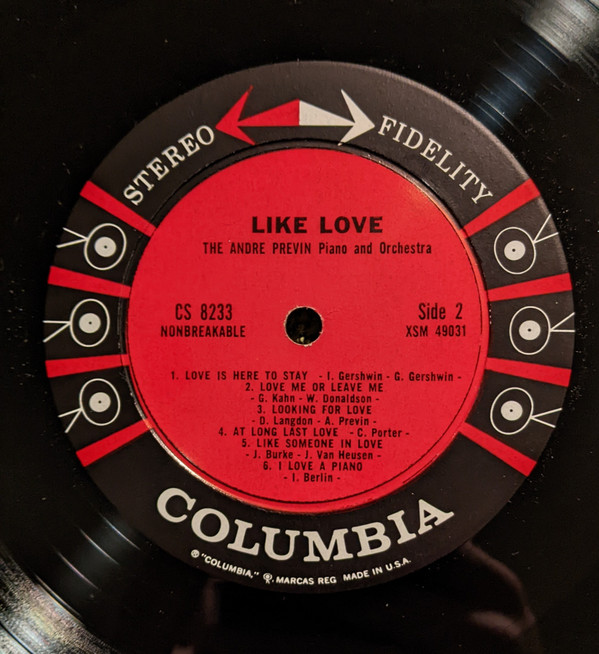 STEREO FIDELITY
LIKE LOVE
THE ANDRE PREVIN Piano and Orchestra
CS 8233 Side 2
NONBREAKABLE XSM 49031
1. LOVE IS HERE TO STAY - I. Gershwin - G. Gershwin -
2. LOVE ME OR LEAVE ME
- G. Kahn - W. Donaldson -
3. LOOKING FOR LOVE
- D. Langdon - A. Previn -
4. AT LONG LAST LOVE - C. Porter -
5. LIKE SOMEONE IN LOVE
- J. Burke - J. Van Heusen -
6. I LOVE A PIANO
- I. Berlin -
COLUMBIA
® "COLUMBIA," ®. MARCAS REG MADE IN U.S.A.